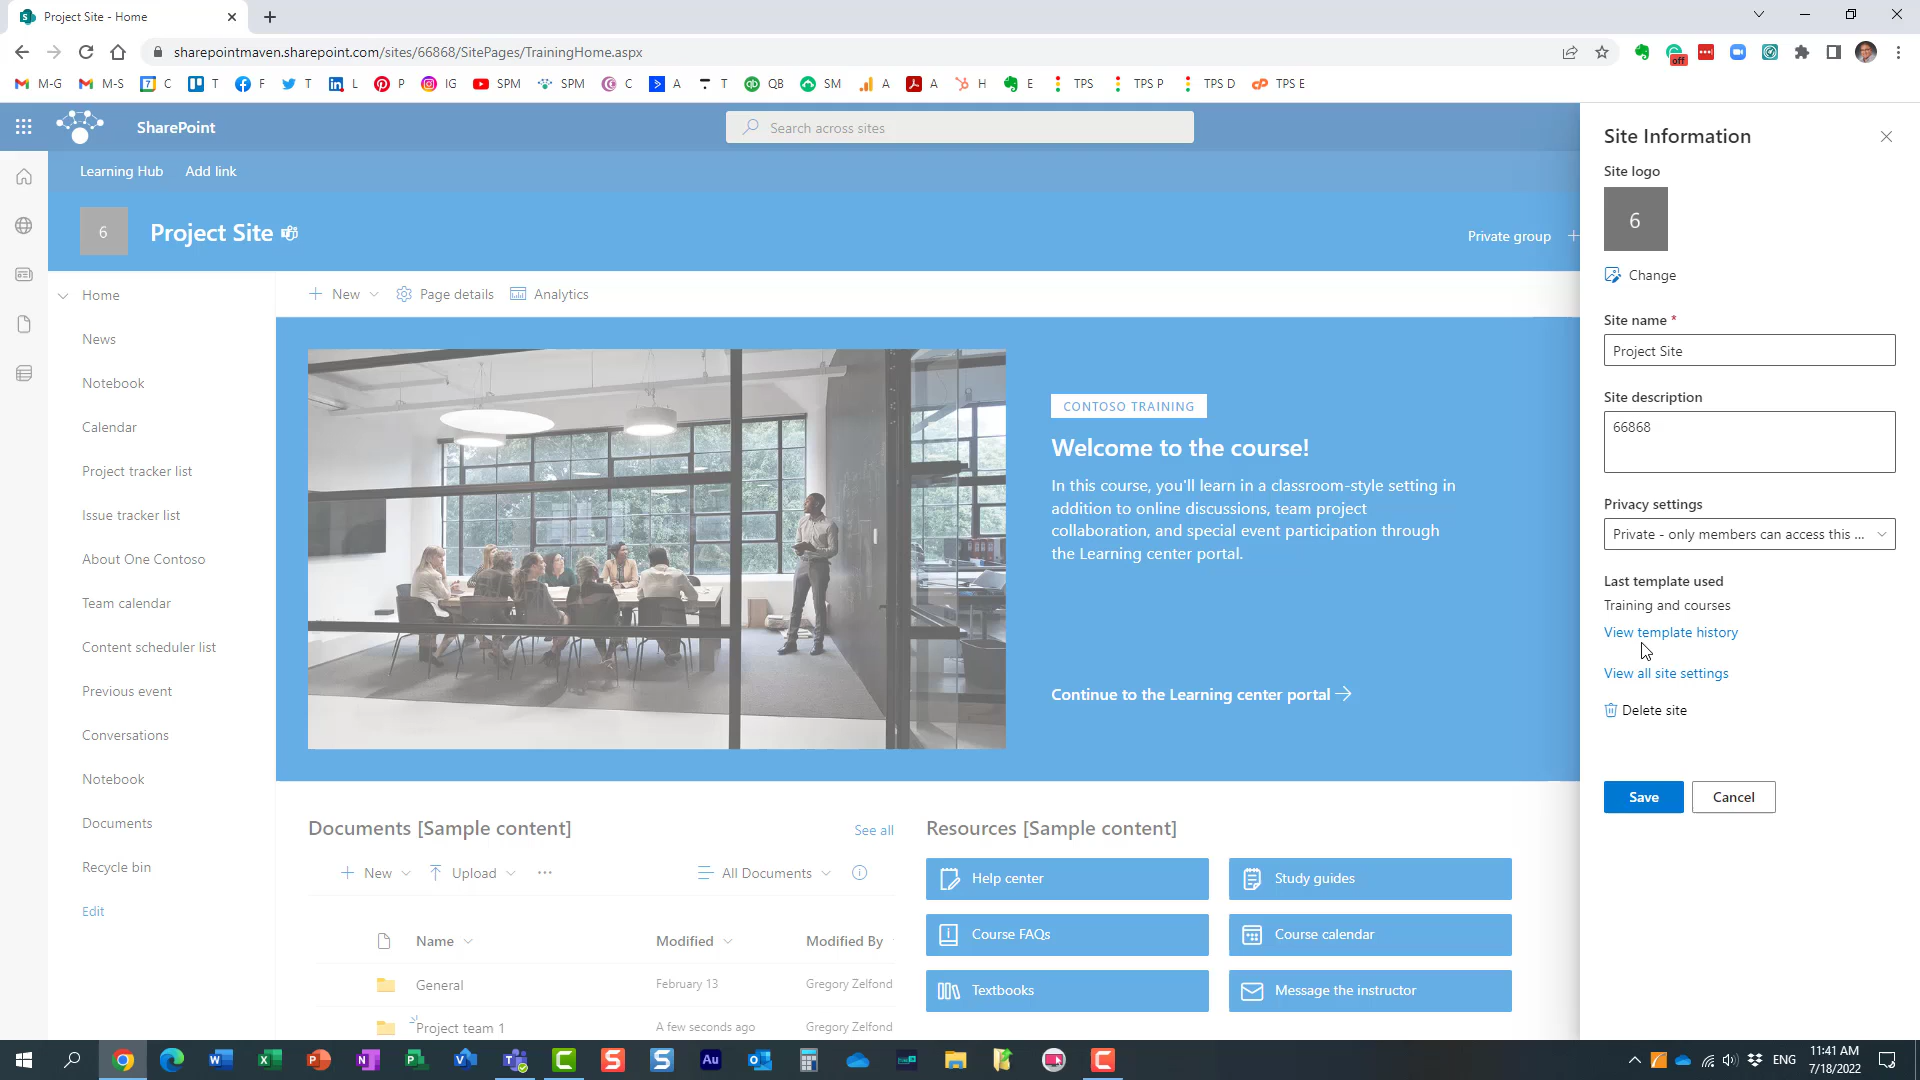 Project Site - Home
sharepointmaven.sharepoint.com/sites/66868/SitePages/TrainingHome.aspx
off
M-G M-S 7 C T F T L P IG SPM SPM C A T QB SM A A H E TPS TPS P TPS D TPS E
SharePoint
Search across sites
Learning Hub Add link
6
Project Site
Private group
Home
News
Notebook
Calendar
Project tracker list
Issue tracker list
About One Contoso
Team calendar
Content scheduler list
Previous event
Conversations
Notebook
Documents
Recycle bin
Edit
New Page details Analytics
CONTOSO TRAINING
Welcome to the course!
In this course, you'll learn in a classroom-style setting in
addition to online discussions, team project
collaboration, and special event participation through
the Learning center portal.
Continue to the Learning center portal
Documents [Sample content]
See all
New Upload All Documents
Name Modified Modified By
General February 13 Gregory Zelfond
Project team 1 A few seconds ago Gregory Zelfond
Resources [Sample content]
Help center
Study guides
Course FAQs
Course calendar
Textbooks
Message the instructor
Site Information
Site logo
6
Change
Site name *
Project Site
Site description
66868
Privacy settings
Private - only members can access this ...
Last template used
Training and courses
View template history
View all site settings
Delete site
Save
Cancel
ENG
11:41 AM
7/18/2022